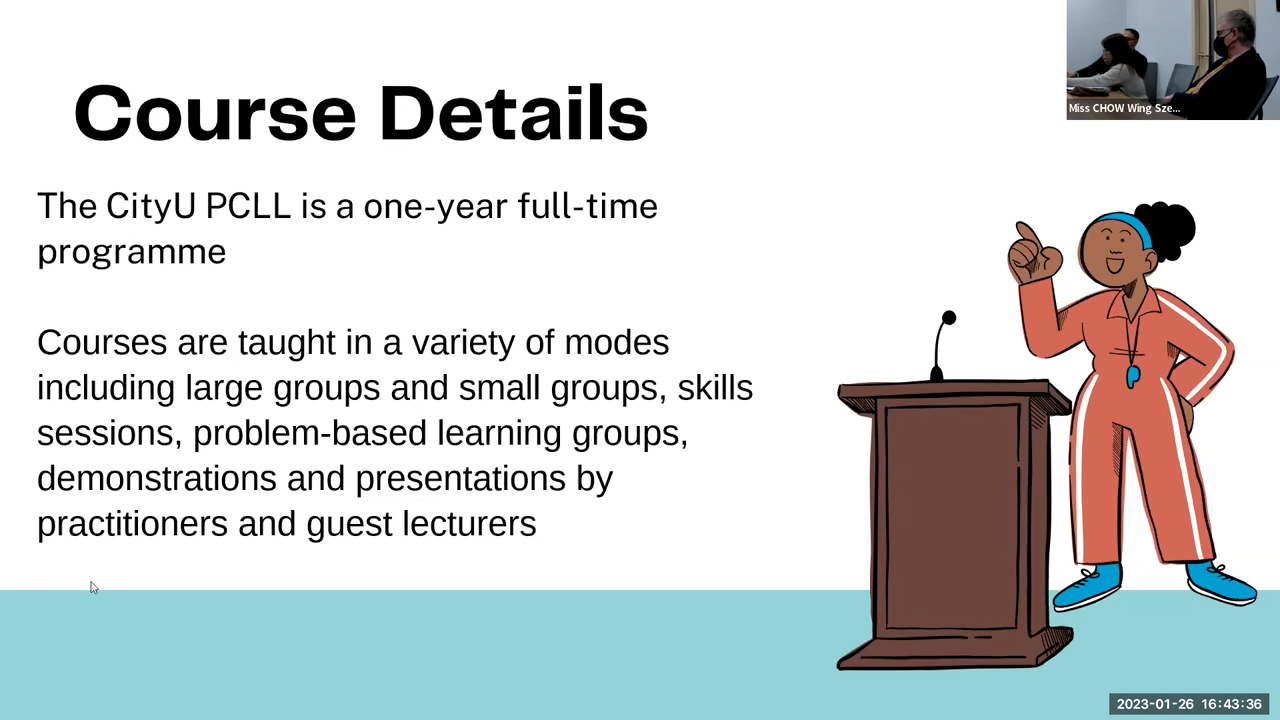 Course Details
The CityU PCLL is a one-year full-time
programme
Courses are taught in a variety of modes
including large groups and small groups, skills
sessions, problem-based learning groups,
demonstrations and presentations by
practitioners and guest lecturers
Miss CHOW Wing Sze...
2023-01-26 16:43:36